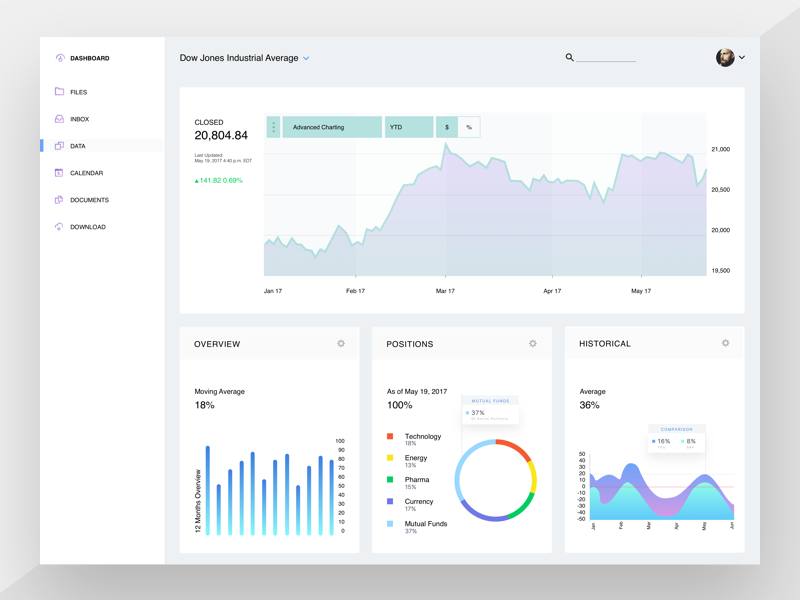 DASHBOARD
FILES
INBOX
DATA
CALENDAR
DOCUMENTS
DOWNLOAD
Dow Jones Industrial Average
CLOSED
20,804.84
Last Updated
May 19, 2017 4:40 p.m. EDT
▲141.82 0.69%
Advanced Charting
YTD
$
%
21,000
20,500
20,000
19,500
Jan 17
Feb 17
Mar 17
Apr 17
May 17
OVERVIEW
Moving Average
18%
12 Months Overview
100
90
80
70
60
50
40
30
20
10
0
POSITIONS
As of May 19, 2017
100%
MUTUAL FUNDS
37%
Technology
18%
Energy
13%
Pharma
15%
Currency
17%
Mutual Funds
37%
HISTORICAL
Average
36%
COMPARISON
16%
8%
50
40
30
20
10
0
-10
-20
-30
-40
-50
Jan
Feb
Mar
Apr
May
Jun